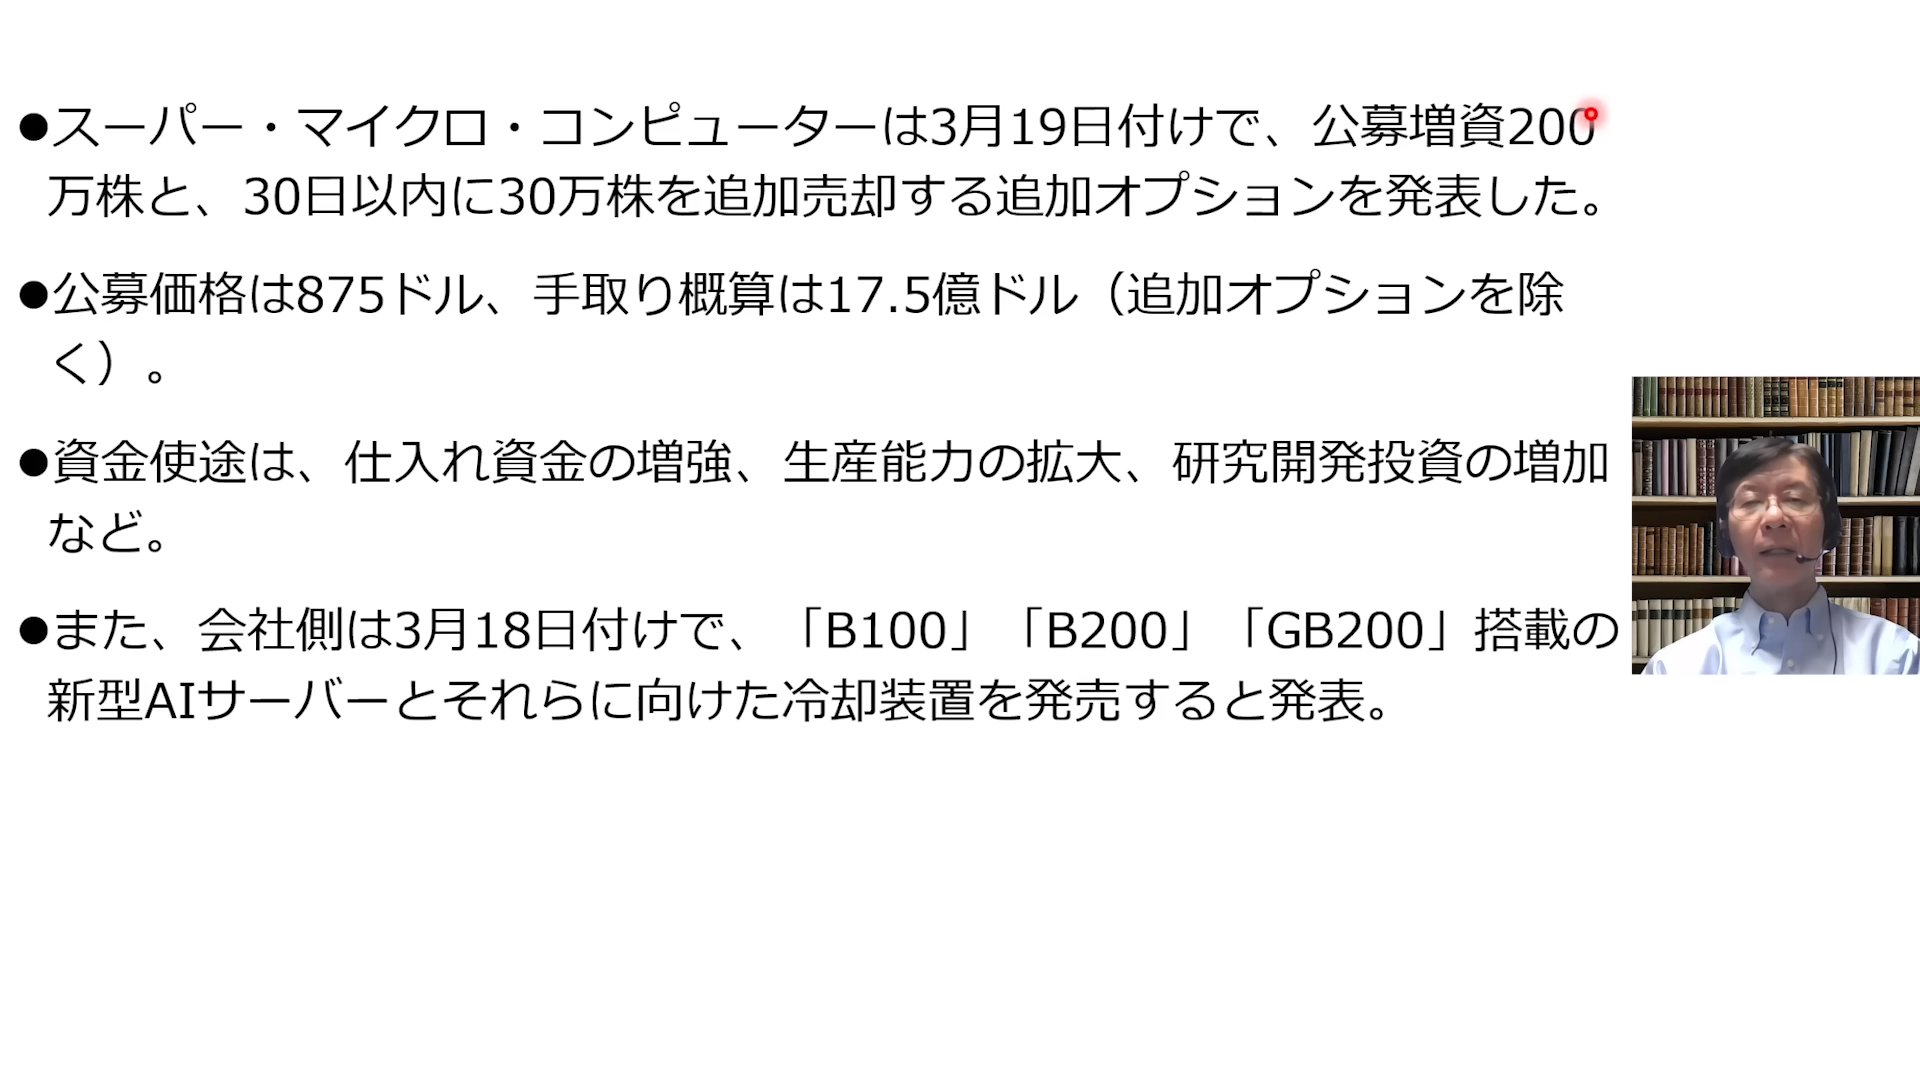 ●スーパー・マイクロ・コンピューターは3月19日付けで、公募増資200
万株と、30日以内に30万株を追加売却する追加オプションを発表した。
●公募価格は875ドル、手取り概算は17.5億ドル（追加オプションを除
く）。
●資金使途は、仕入れ資金の増強、生産能力の拡大、研究開発投資の増加
など。
●また、会社側は3月18日付けで、「B100」「B200」「GB200」搭載の
新型AIサーバーとそれらに向けた冷却装置を発売すると発表。